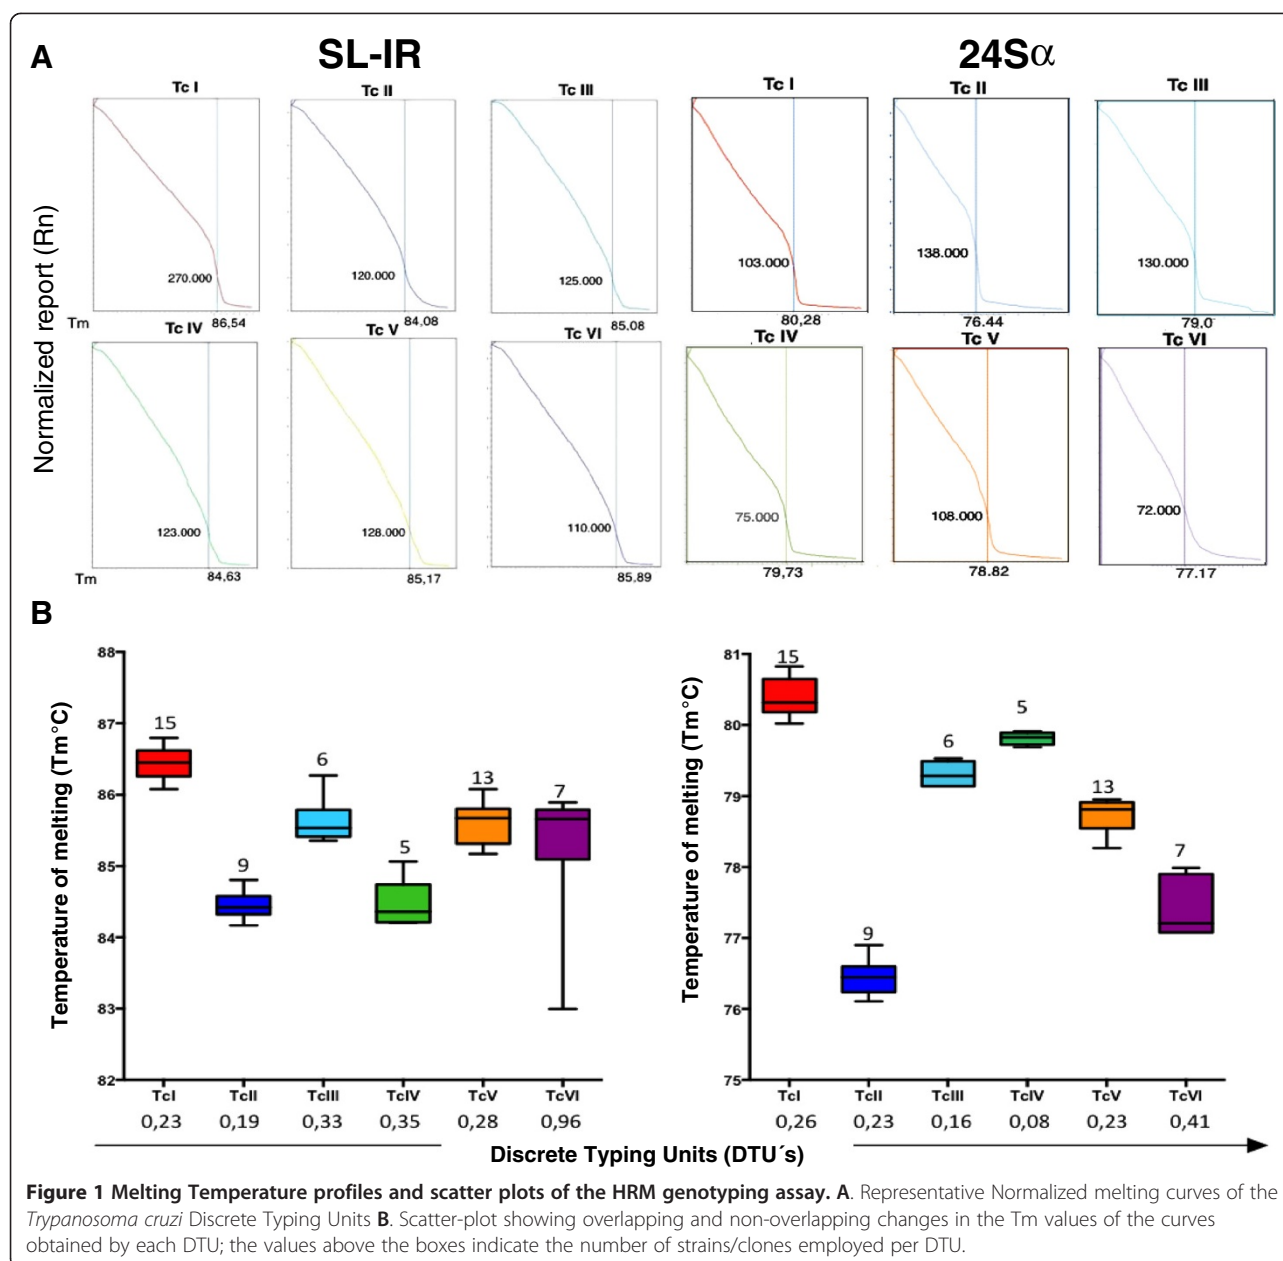 A
SL-IR
24Sα
Tc I
Tc II
Tc III
Tc I
Tc II
Tc III
Normalized report (Rn)
270.000
120.000
125.000
103.000
138.000
130.000
Tm
86,54
84,08
85,08
80,28
76.44
79.0
Tc IV
Tc V
Tc VI
Tc IV
Tc V
Tc VI
123.000
128.000
110.000
75.000
108.000
72.000
Tm
84,63
85,17
85,89
79,73
78.82
77.17
B
Temperature of melting (Tm°C)
88
87
86
85
84
83
82
15
9
6
5
13
7
TcI
TcII
TcIII
TcIV
TcV
TcVI
0,23
0,19
0,33
0,35
0,28
0,96
Temperature of melting (Tm°C)
81
80
79
78
77
76
75
15
9
6
5
13
7
TcI
TcII
TcIII
TcIV
TcV
TcVI
0,26
0,23
0,16
0,08
0,23
0,41
Discrete Typing Units (DTU´s)
Figure 1 Melting Temperature profiles and scatter plots of the HRM genotyping assay. A. Representative Normalized melting curves of the
Trypanosoma cruzi Discrete Typing Units B. Scatter-plot showing overlapping and non-overlapping changes in the Tm values of the curves
obtained by each DTU; the values above the boxes indicate the number of strains/clones employed per DTU.